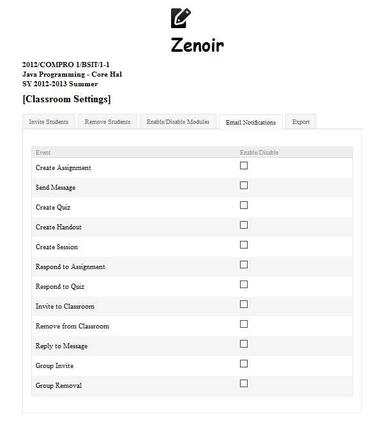 Zenoir
2012/COMPRO 1/BSIT/1-1
Java Programming - Core Hal
SY 2012-2013 Summer
[Classroom Settings]
Invite Students Remove Students Enable/Disable Modules Email Notifications Export
Event Enable/Disable
Create Assignment
Send Message
Create Quiz
Create Handout
Create Session
Respond to Assignment
Respond to Quiz
Invite to Classroom
Remove from Classroom
Reply to Message
Group Invite
Group Removal